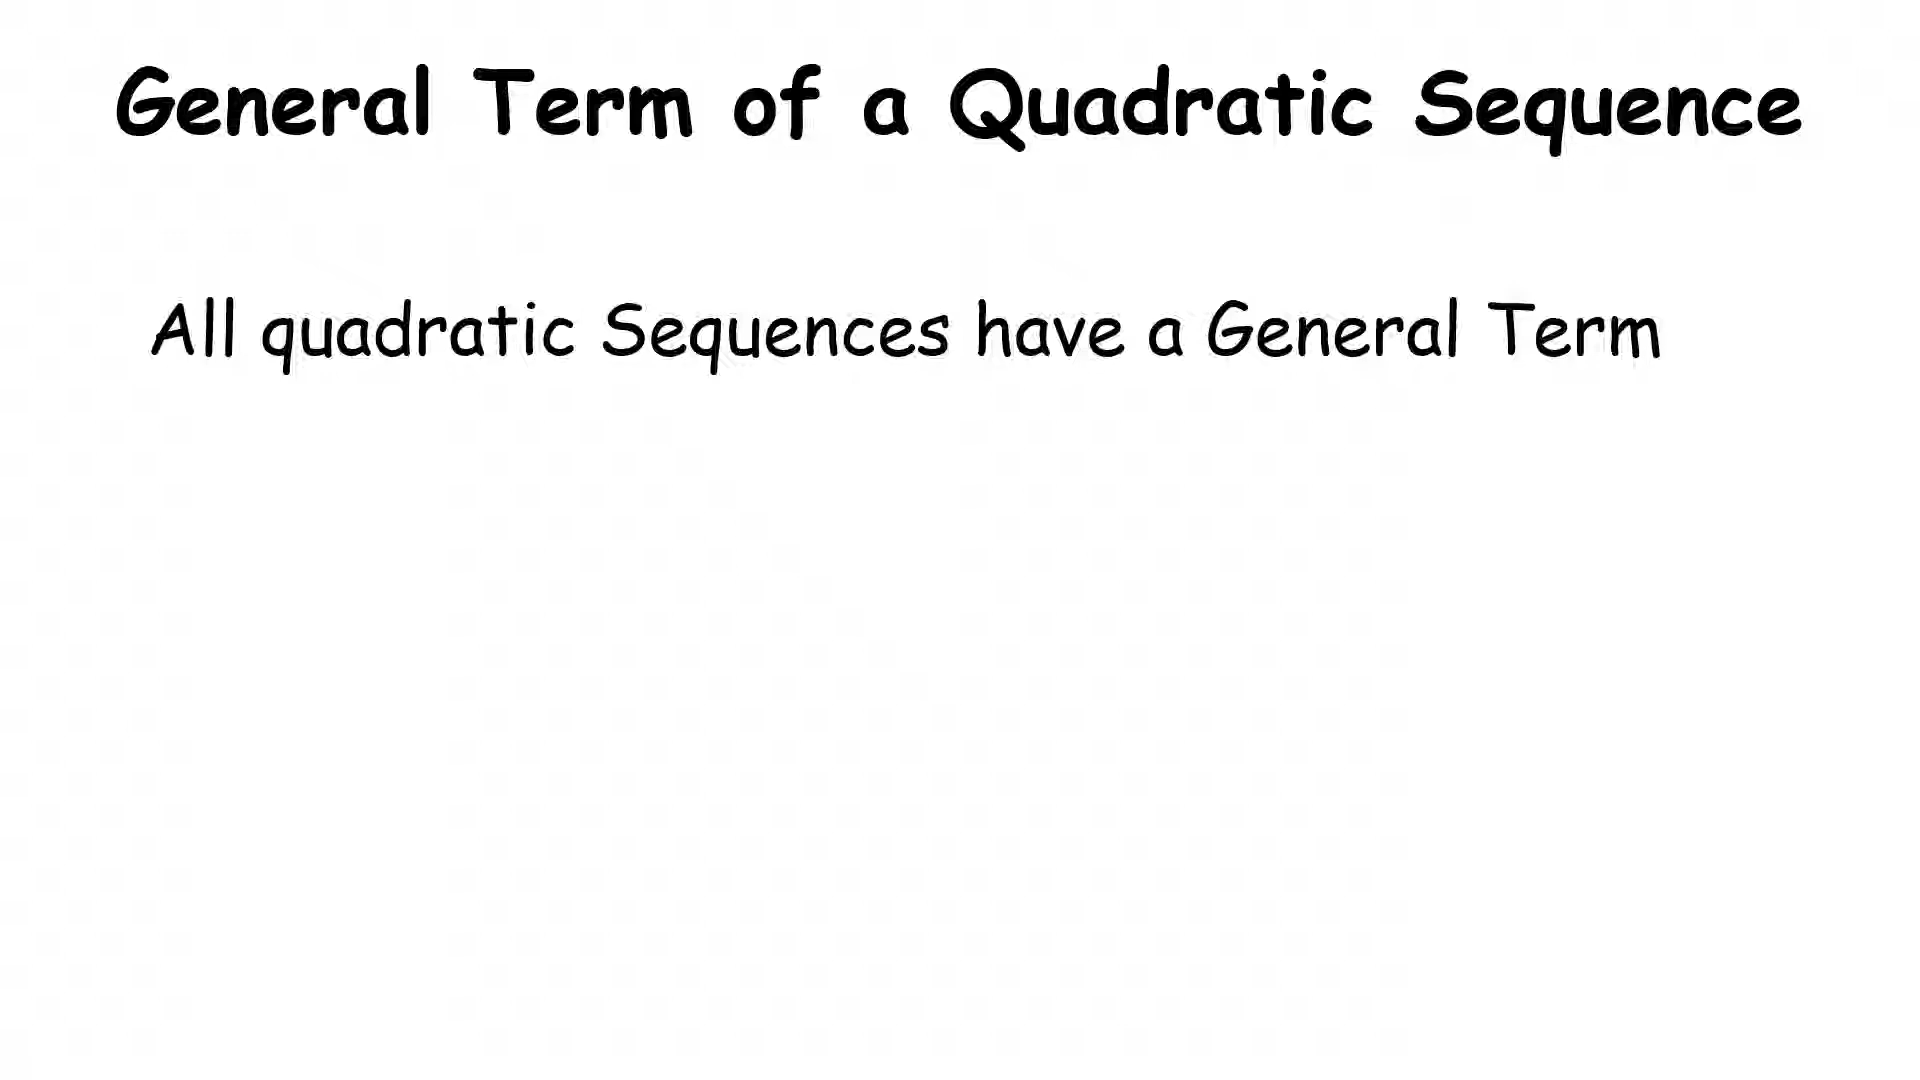 General Term of a Quadratic Sequence
All quadratic Sequences have a General Term